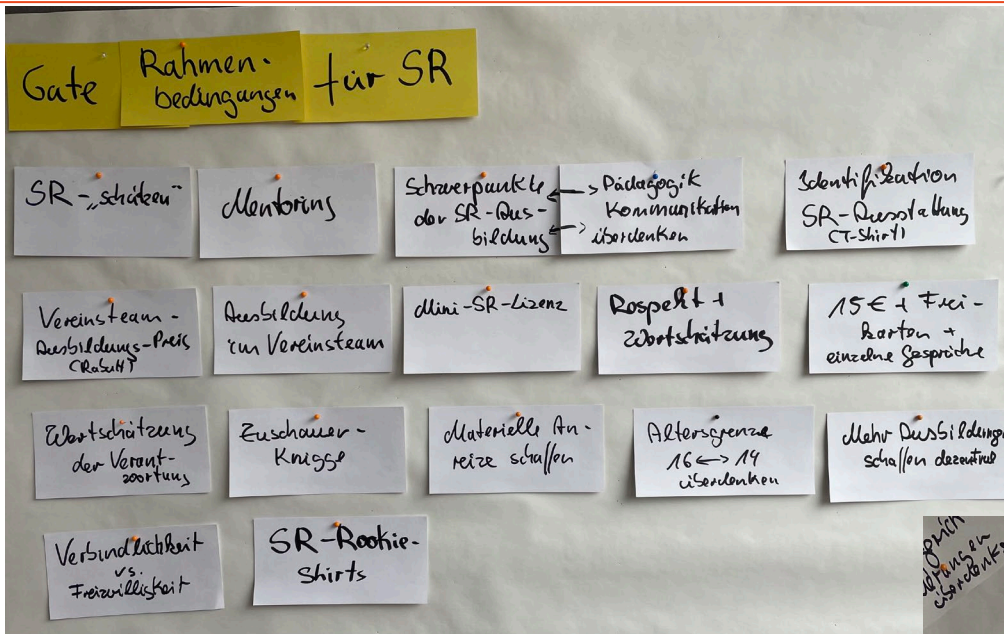 Gute
Rahmen-
bedingungen
für SR
SR-„schätzen"
Mentoring
Schwerpunkte
der SR-Aus-
bildung
Pädagogik
Kommunikation
überdenken
Identifikation
SR-Ausstattung
(T-Shirt)
Vereinsteam-
Ausbildungs-Preis
(Rabatt)
Ausbildung
im Vereinsteam
Mini-SR-Lizenz
Respekt +
Wertschätzung
15 € + Frei-
karten +
einzelne Gespräche
Wertschätzung
der Verant-
wortung
Zuschauer-
Knigge
Materielle An-
reize schaffen
Altersgrenze
16 <-> 14
überdenken
Mehr Ausbildungen
schaffen dezentral
Verbindlichkeit
vs.
Freiwilligkeit
SR-Rookie-
Shirts
überdenk